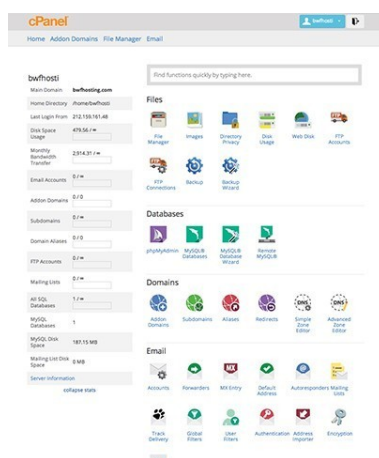 cPanel
bwfhosti
Home Addon Domains File Manager Email
bwfhosti
Main Domain bwfhosting.com
Home Directory /home/bwfhosti
Last Login From 212.159.161.48
Disk Space Usage 479.56 / ∞
Monthly Bandwidth Transfer 2,914.31 / ∞
Email Accounts 0 / ∞
Addon Domains 0 / 0
Subdomains 0 / ∞
Domain Aliases 0 / 0
FTP Accounts 0 / ∞
Mailing Lists 0 / ∞
All SQL Databases 1 / ∞
MySQL Databases 1
MySQL Disk Space 187.15 MB
Mailing List Disk Space 0 MB
Server Information
collapse stats
Find functions quickly by typing here.
Files
File Manager
Images
Directory Privacy
Disk Usage
Web Disk
FTP Accounts
FTP Connections
Backup
Backup Wizard
Databases
phpMyAdmin
MySQL® Databases
MySQL® Database Wizard
Remote MySQL®
Domains
Addon Domains
Subdomains
Aliases
Redirects
DNS
Simple Zone Editor
DNS
Advanced Zone Editor
Email
Accounts
Forwarders
MX
MX Entry
Default Address
Autoresponders
Mailing Lists
Track Delivery
Global Filters
User Filters
Authentication
Address Importer
Encryption